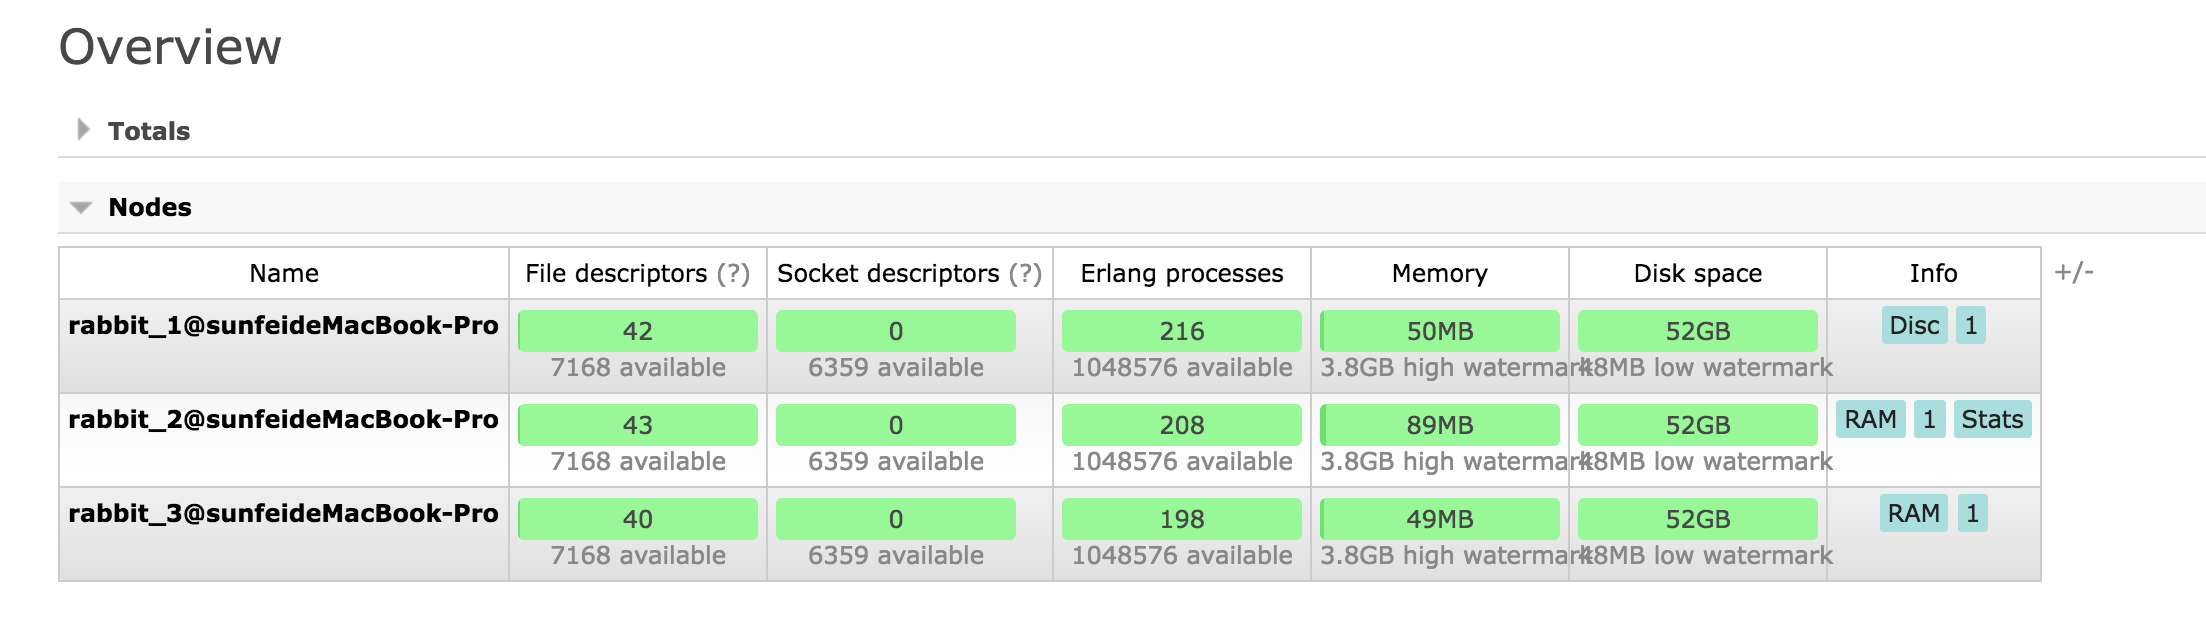 Overview
Totals
Nodes
Name File descriptors (?) Socket descriptors (?) Erlang processes Memory Disk space Info +/-
rabbit_1@sunfeideMacBook-Pro 42 0 216 50MB 52GB Disc 1
7168 available 6359 available 1048576 available 3.8GB high watermark 48MB low watermark
rabbit_2@sunfeideMacBook-Pro 43 0 208 89MB 52GB RAM 1 Stats
7168 available 6359 available 1048576 available 3.8GB high watermark 48MB low watermark
rabbit_3@sunfeideMacBook-Pro 40 0 198 49MB 52GB RAM 1
7168 available 6359 available 1048576 available 3.8GB high watermark 48MB low watermark